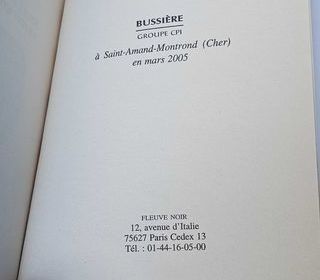 BUSSIÈRE
GROUPE CPI
à Saint-Amand-Montrond (Cher)
en mars 2005
FLEUVE NOIR
12, avenue d'Italie
75627 Paris Cedex 13
Tél. : 01-44-16-05-00